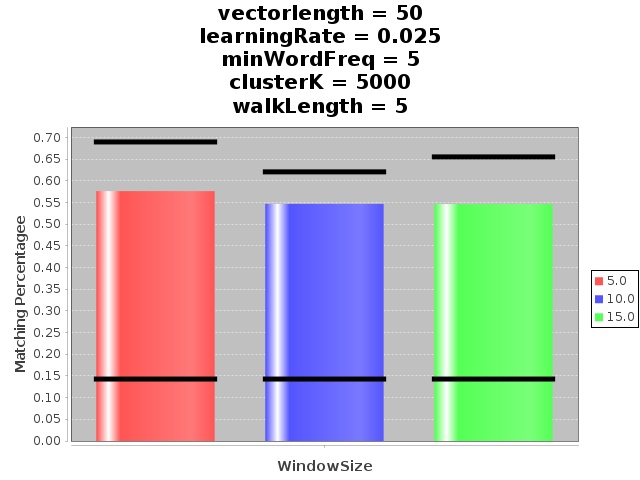 vectorlength = 50
learningRate = 0.025
minWordFreq = 5
clusterK = 5000
walkLength = 5
0.70
0.65
0.60
0.55
0.50
0.45
0.40
0.35
0.30
0.25
0.20
0.15
0.10
0.05
0.00
Matching Percentagee
WindowSize
5.0
10.0
15.0